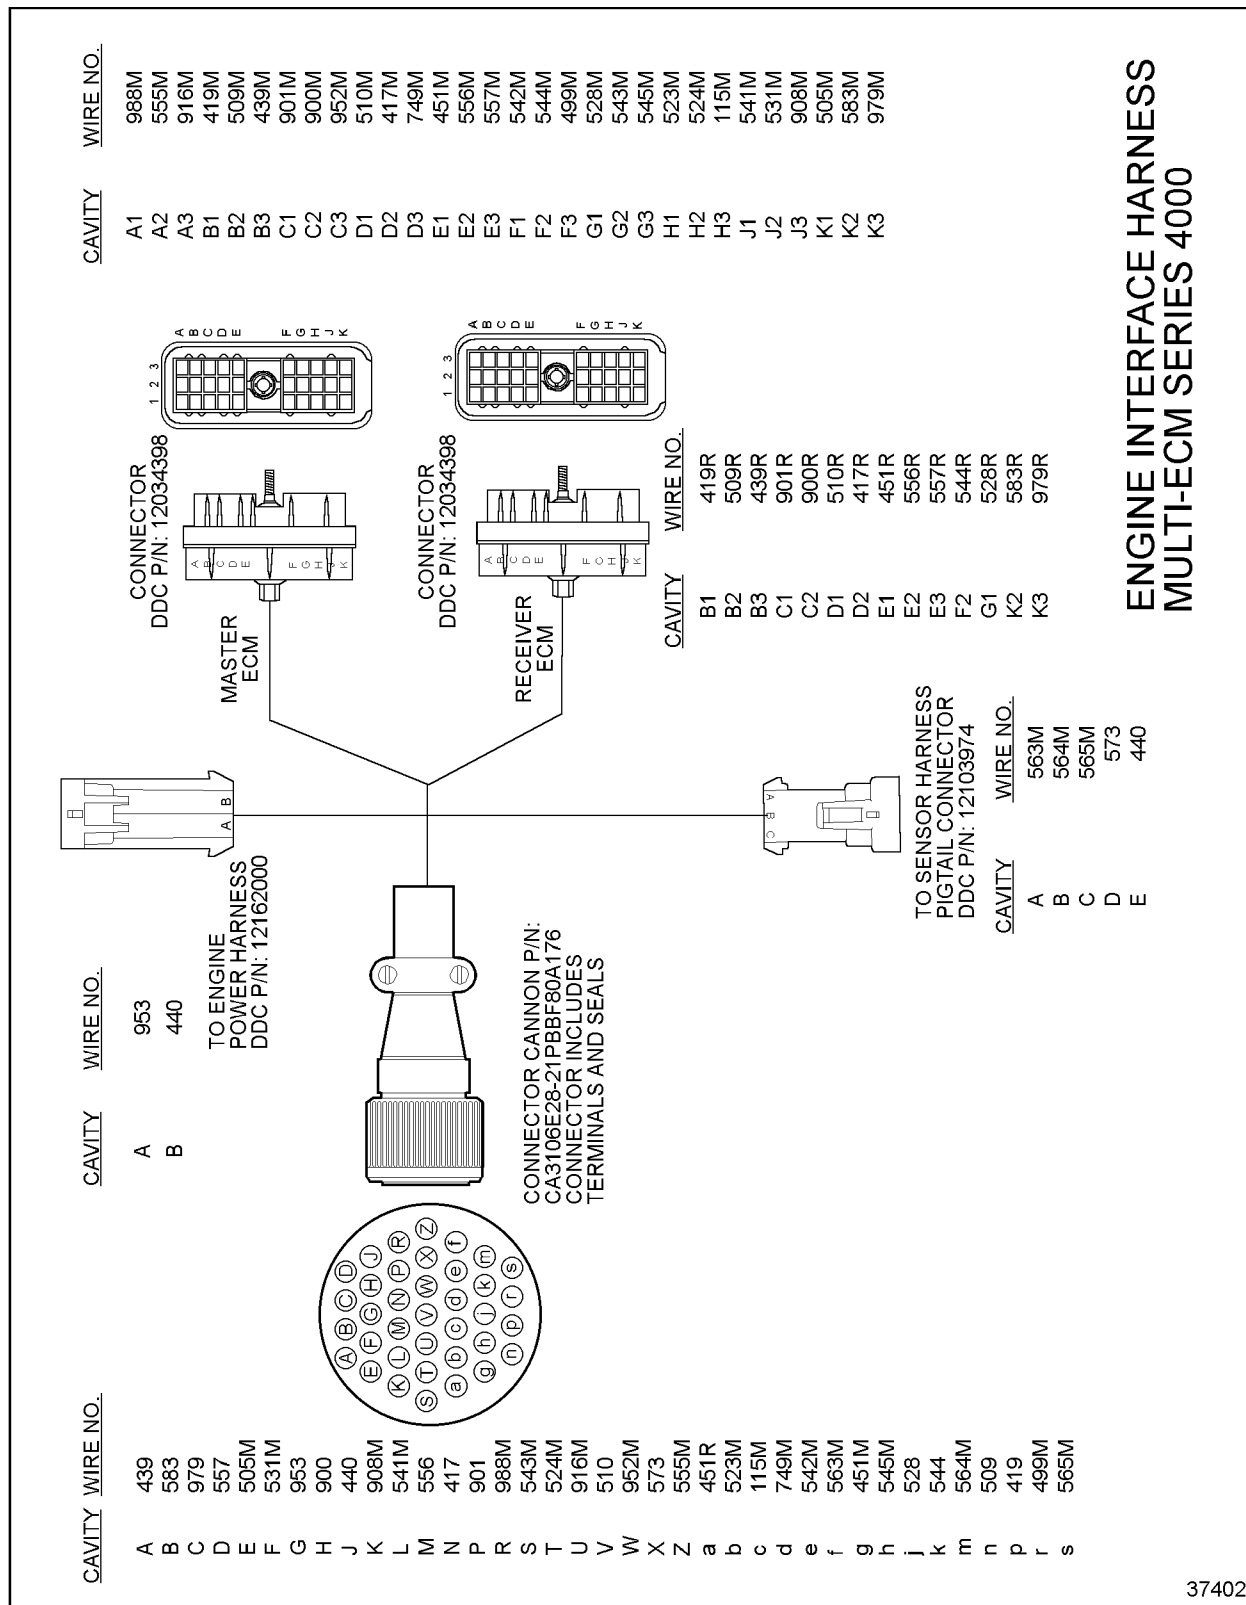 CAVITY WIRE NO.
A 439
B 583
C 979
D 557
E 505M
F 531M
G 953
H 900
J 440
K 908M
L 541M
M 556
N 417
P 901
R 988M
S 543M
T 524M
U 916M
V 510
W 952M
X 573
Z 555M
a 451R
b 523M
c 115M
d 749M
e 542M
f 563M
g 451M
h 545M
j 528
k 544
m 564M
n 509
p 419
r 499M
s 565M
A B C D
E F G H J
K L M N P R
S T U V W X Z
a b c d e f
g h j k m
n p r s
CONNECTOR CANNON P/N:
CA3106E28-21PBBF80A176
CONNECTOR INCLUDES
TERMINALS AND SEALS
CAVITY WIRE NO.
A 953
B 440
TO ENGINE
POWER HARNESS
DDC P/N: 12162000
A B
TO SENSOR HARNESS
PIGTAIL CONNECTOR
DDC P/N: 12103974
C B A
CAVITY WIRE NO.
A 563M
B 564M
C 565M
D 573
E 440
MASTER
ECM
CONNECTOR
DDC P/N: 12034398
A B C D E F G H J K
1 2 3
A B C D E F G H J K
RECEIVER
ECM
CONNECTOR
DDC P/N: 12034398
A B C D E F C H J K
1 2 3
A B C D E F G H J K
CAVITY WIRE NO.
B1 419R
B2 509R
B3 439R
C1 901R
C2 900R
D1 510R
D2 417R
E1 451R
E2 556R
E3 557R
F2 544R
G1 528R
K2 583R
K3 979R
CAVITY WIRE NO.
A1 988M
A2 555M
A3 916M
B1 419M
B2 509M
B3 439M
C1 901M
C2 900M
C3 952M
D1 510M
D2 417M
D3 749M
E1 451M
E2 556M
E3 557M
F1 542M
F2 544M
F3 499M
G1 528M
G2 543M
G3 545M
H1 523M
H2 524M
H3 115M
J1 541M
J2 531M
J3 908M
K1 505M
K2 583M
K3 979M
ENGINE INTERFACE HARNESS
MULTI-ECM SERIES 4000
37402